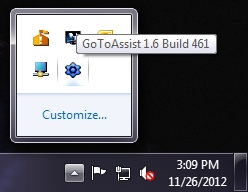 GoToAssist 1.6 Build 461
Customize...
3:09 PM
11/26/2012